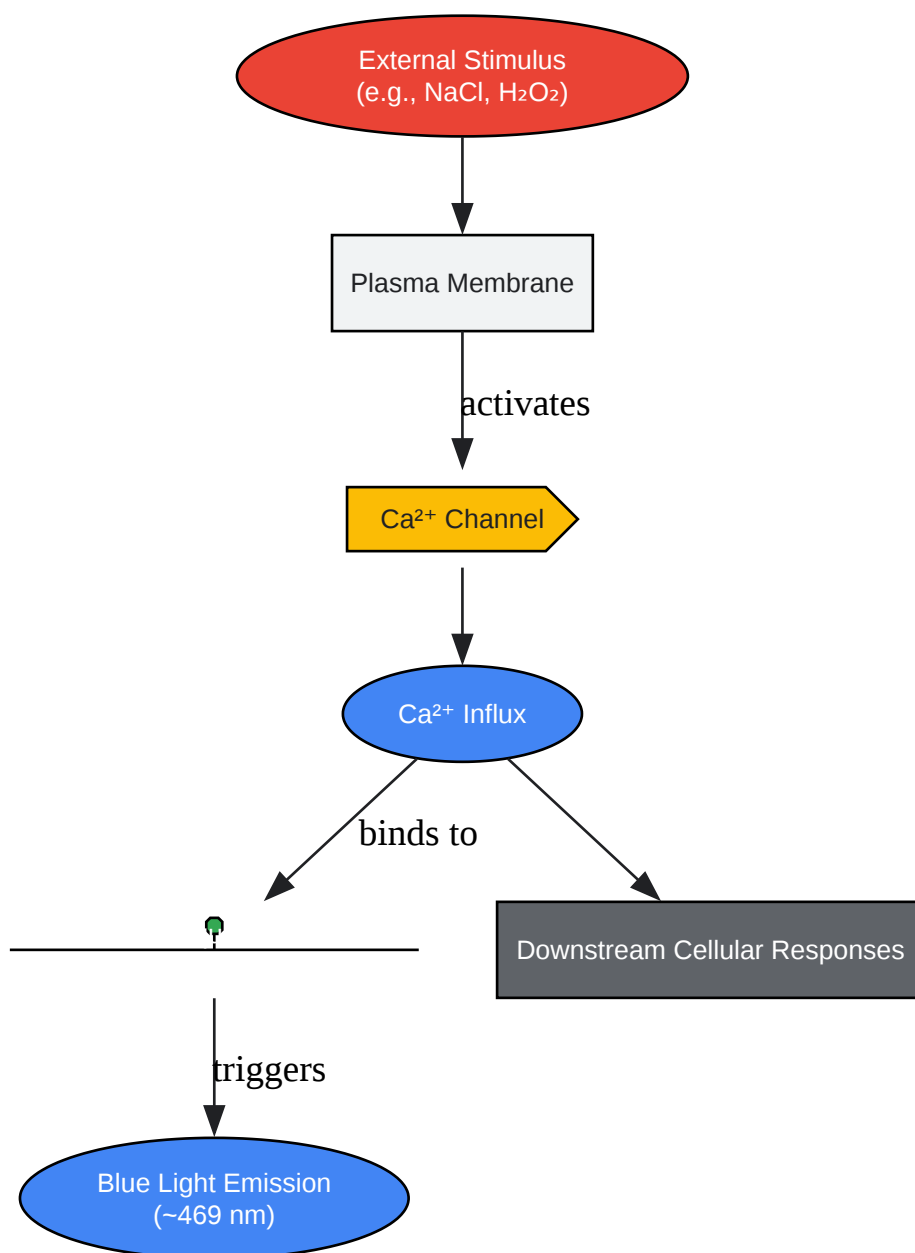 External Stimulus
(e.g., NaCl, H₂O₂)
Plasma Membrane
activates
Ca²⁺ Channel
Ca²⁺ Influx
binds to
Downstream Cellular Responses
triggers
Blue Light Emission
(~469 nm)